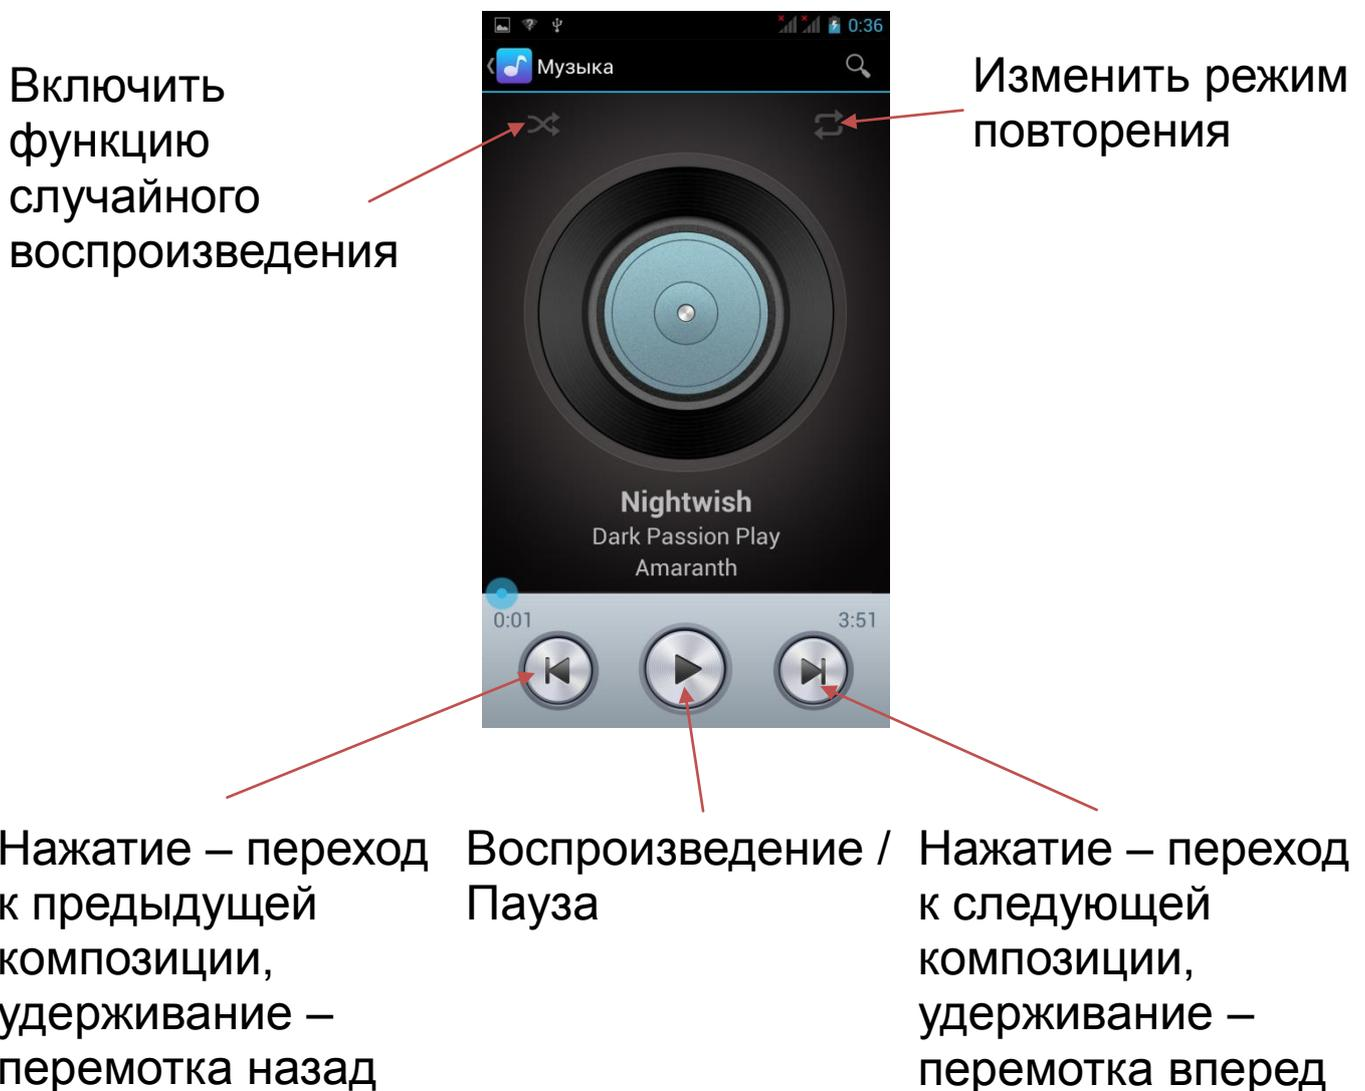 0:36
Музыка
Включить
функцию
случайного
воспроизведения
Изменить режим
повторения
Nightwish
Dark Passion Play
Amaranth
0:01
3:51
Нажатие – переход
к предыдущей
композиции,
удерживание –
перемотка назад
Воспроизведение /
Пауза
Нажатие – переход
к следующей
композиции,
удерживание –
перемотка вперед